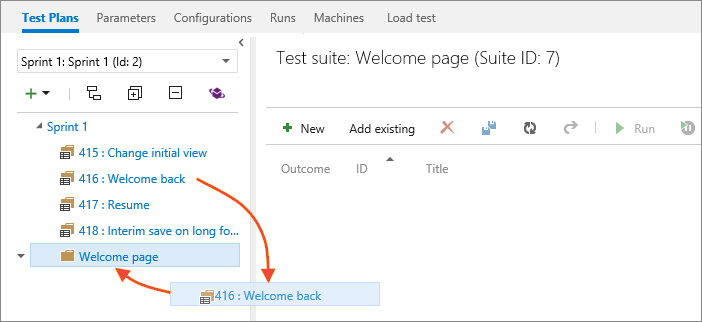 Test Plans Parameters Configurations Runs Machines Load test
Sprint 1: Sprint 1 (Id: 2)
Test suite: Welcome page (Suite ID: 7)
Sprint 1
New Add existing Run
415 : Change initial view
Outcome ID Title
416 : Welcome back
417 : Resume
418 : Interim save on long fo...
Welcome page
416 : Welcome back